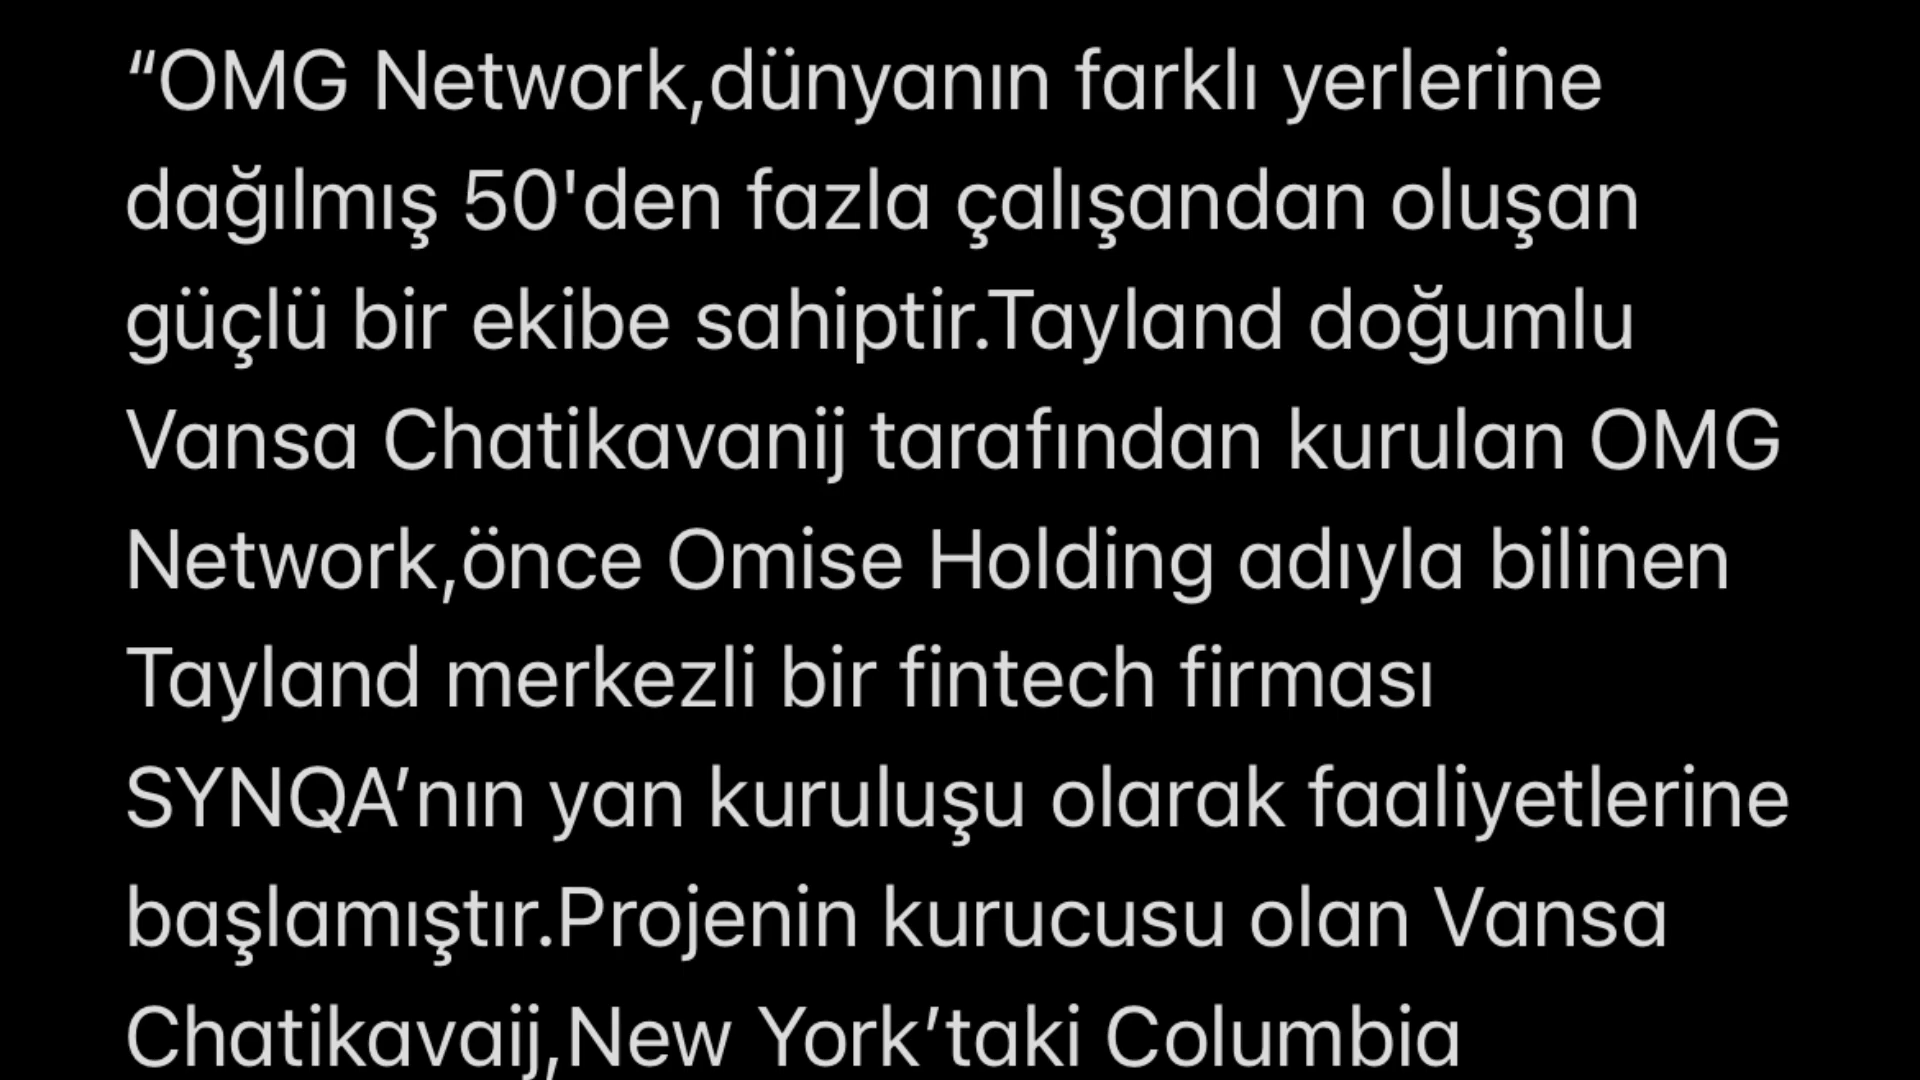 “OMG Network,dünyanın farklı yerlerine
dağılmış 50'den fazla çalışandan oluşan
güçlü bir ekibe sahiptir.Tayland doğumlu
Vansa Chatikavanij tarafından kurulan OMG
Network,önce Omise Holding adıyla bilinen
Tayland merkezli bir fintech firması
SYNQA’nın yan kuruluşu olarak faaliyetlerine
başlamıştır.Projenin kurucusu olan Vansa
Chatikavaij,New York’taki Columbia